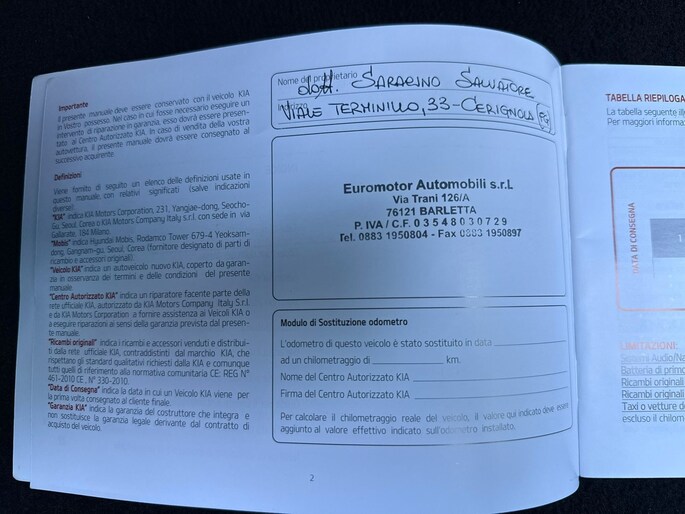 Importante
Il presente manuale deve essere conservato con il veicolo KIA
in Vostro possesso. Nel caso in cui fosse necessario eseguire un
intervento di riparazione in garanzia, esso dovrà essere presen-
tato al Centro Autorizzato KIA. In caso di vendita della vostra
autovettura, il presente manuale dovrà essere consegnato al
successivo acquirente.
Definizioni
Viene fornito di seguito un elenco delle definizioni usate in
questo manuale, con relativi significati (salve indicazioni
diverse):
"KIA" indica KIA Motors Corporation, 231, Yangjae-dong, Seocho-
Gu, Seoul, Corea o KIA Motors Company Italy s.r.l. con sede in via
Gallarate, 184 Milano.
"Mobis" indica Hyundai Mobis, Rodamco Tower 679-4 Yeoksam-
dong, Gangnam-gu, Seoul, Corea (fornitore designato di parti di
ricambio e accessori originali).
"Veicolo KIA" indica un autoveicolo nuovo KIA, coperto da garan-
zia in osservanza dei termini e delle condizioni del presente
manuale.
"Centro Autorizzato KIA" indica un riparatore facente parte della
rete ufficiale KIA, autorizzato da KIA Motors Company Italy S.r.l.
e da KIA Motors Corporation a fornire assistenza ai Veicoli KIA o
a eseguire riparazioni ai sensi della garanzia prevista dal presen-
te manuale.
"Ricambi originali" indica i ricambi e accessori venduti e distribui-
ti dalla rete ufficiale KIA, contraddistinti dal marchio KIA, che
rispettano gli standard qualitativi richiesti dalla KIA e comunque
tutti quelli di riferimento alla normativa comunitaria CE: REG N°
461-2010 CE , N° 330-2010.
"Data di Consegna" indica la data in cui un Veicolo KIA viene per
la prima volta consegnato al cliente finale.
"Garanzia KIA" indica la garanzia del costruttore che integra e
non sostituisce la garanzia legale derivante dal contratto di
acquisto del veicolo.
Nome del proprietario
dott. SARACINO SALVATORE
VIALE TERMINILLO, 33-CERIGNOLA (FG)
Euromotor Automobili s.r.l.
Via Trani 126/A
76121 BARLETTA
P. IVA / C.F. 03548030729
Tel. 0883 1950804 - Fax 0883 1950897
Modulo di Sostituzione odometro
L'odometro di questo veicolo è stato sostituito in data
ad un chilometraggio di km.
Nome del Centro Autorizzato KIA
Firma del Centro Autorizzato KIA
Per calcolare il chilometraggio reale del veicolo, il valore qui indicato deve essere
aggiunto al valore effettivo indicato sull'odometro installato.
2
TABELLA RIEPILOGA
La tabella seguente ill
Per maggiori informaz
DATA DI CONSEGNA
1
LIMITAZIONI:
Sistemi Audio/Na
Batteria di primo
Ricambi originali
Ricambi originali
Taxi o vetture d
escluso il chilom